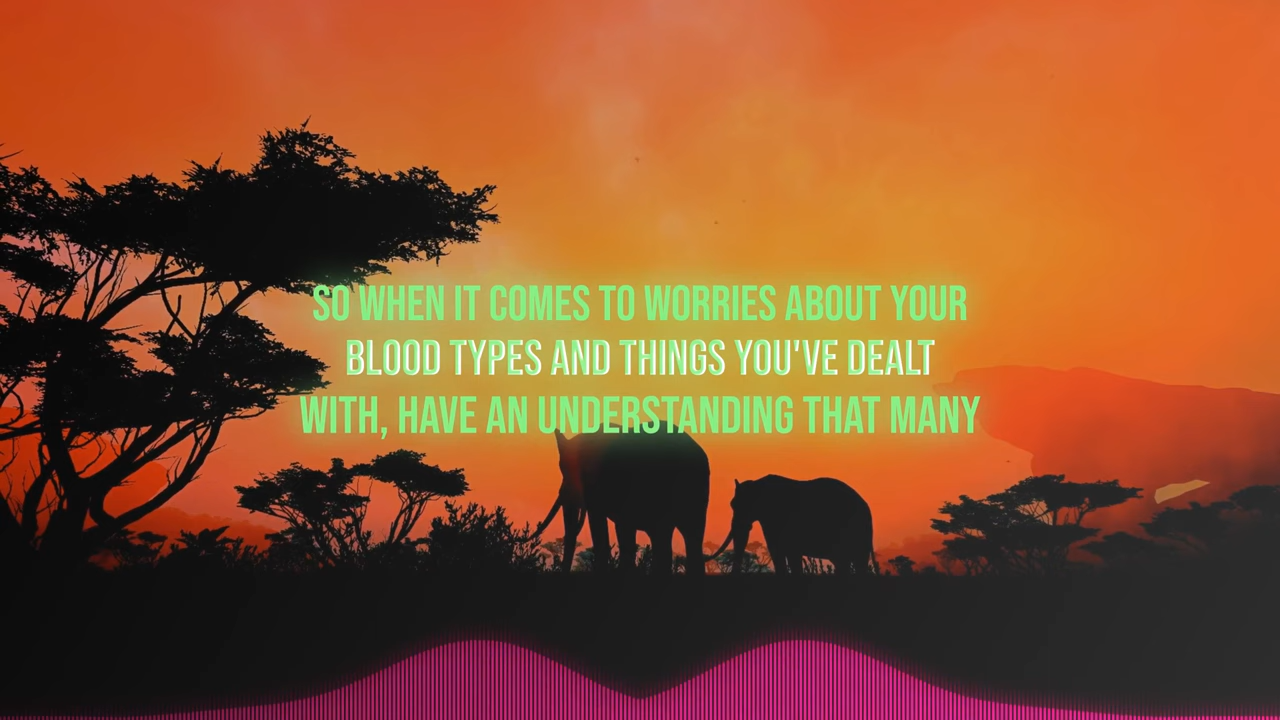 SO WHEN IT COMES TO WORRIES ABOUT YOUR
BLOOD TYPES AND THINGS YOU'VE DEALT
WITH, HAVE AN UNDERSTANDING THAT MANY